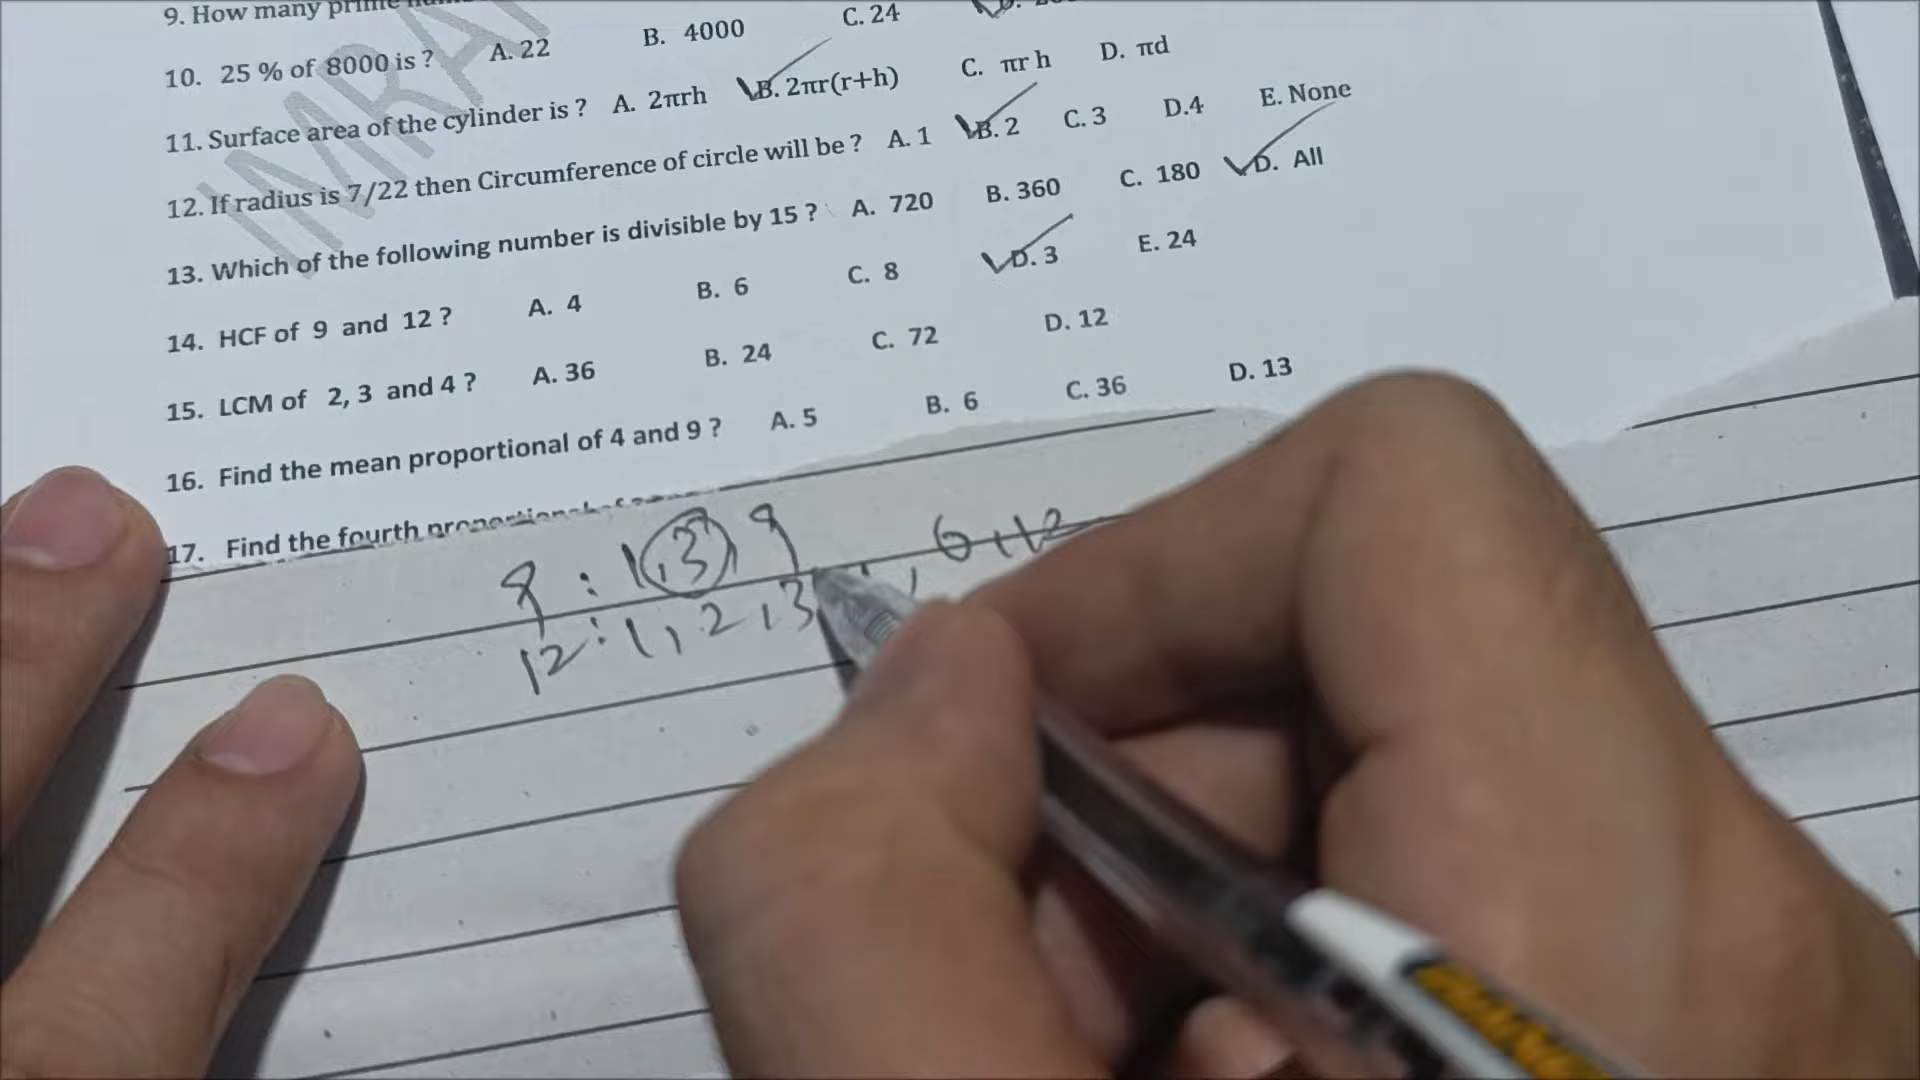 9. How many prime
10. 25 % of 8000 is ? A. 22 B. 4000 C. 24 D.
11. Surface area of the cylinder is ? A. 2πrh B. 2πr(r+h) C. πr h D. πd
12. If radius is 7/22 then Circumference of circle will be ? A. 1 B. 2 C. 3 D.4 E. None
13. Which of the following number is divisible by 15 ? A. 720 B. 360 C. 180 D. All
14. HCF of 9 and 12 ? A. 4 B. 6 C. 8 D. 3 E. 24
15. LCM of 2, 3 and 4 ? A. 36 B. 24 C. 72 D. 12
16. Find the mean proportional of 4 and 9 ? A. 5 B. 6 C. 36 D. 13
17. Find the fourth proportional of
9 : 1, 3, 9
12 : 1, 2, 3 , 6, 12